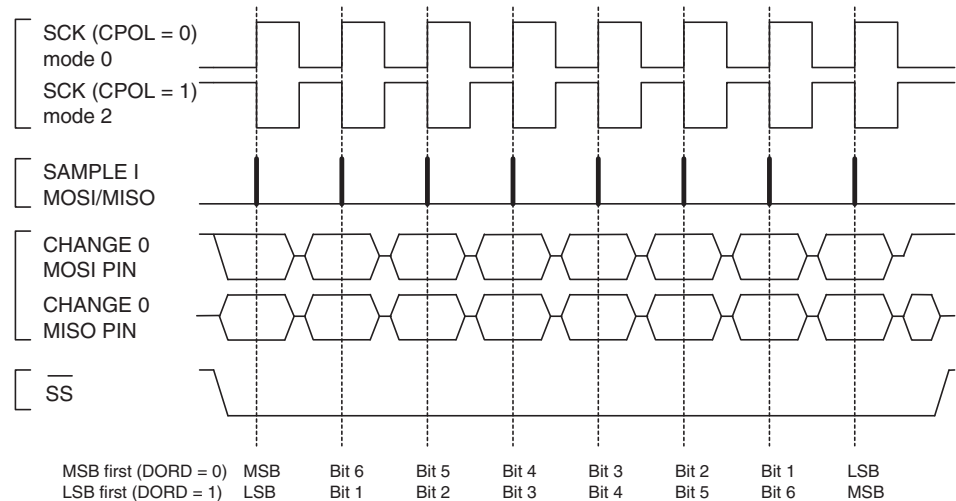 SCK (CPOL = 0)
mode 0
SCK (CPOL = 1)
mode 2
SAMPLE I
MOSI/MISO
CHANGE 0
MOSI PIN
CHANGE 0
MISO PIN
SS
MSB first (DORD = 0) MSB Bit 6 Bit 5 Bit 4 Bit 3 Bit 2 Bit 1 LSB
LSB first (DORD = 1) LSB Bit 1 Bit 2 Bit 3 Bit 4 Bit 5 Bit 6 MSB